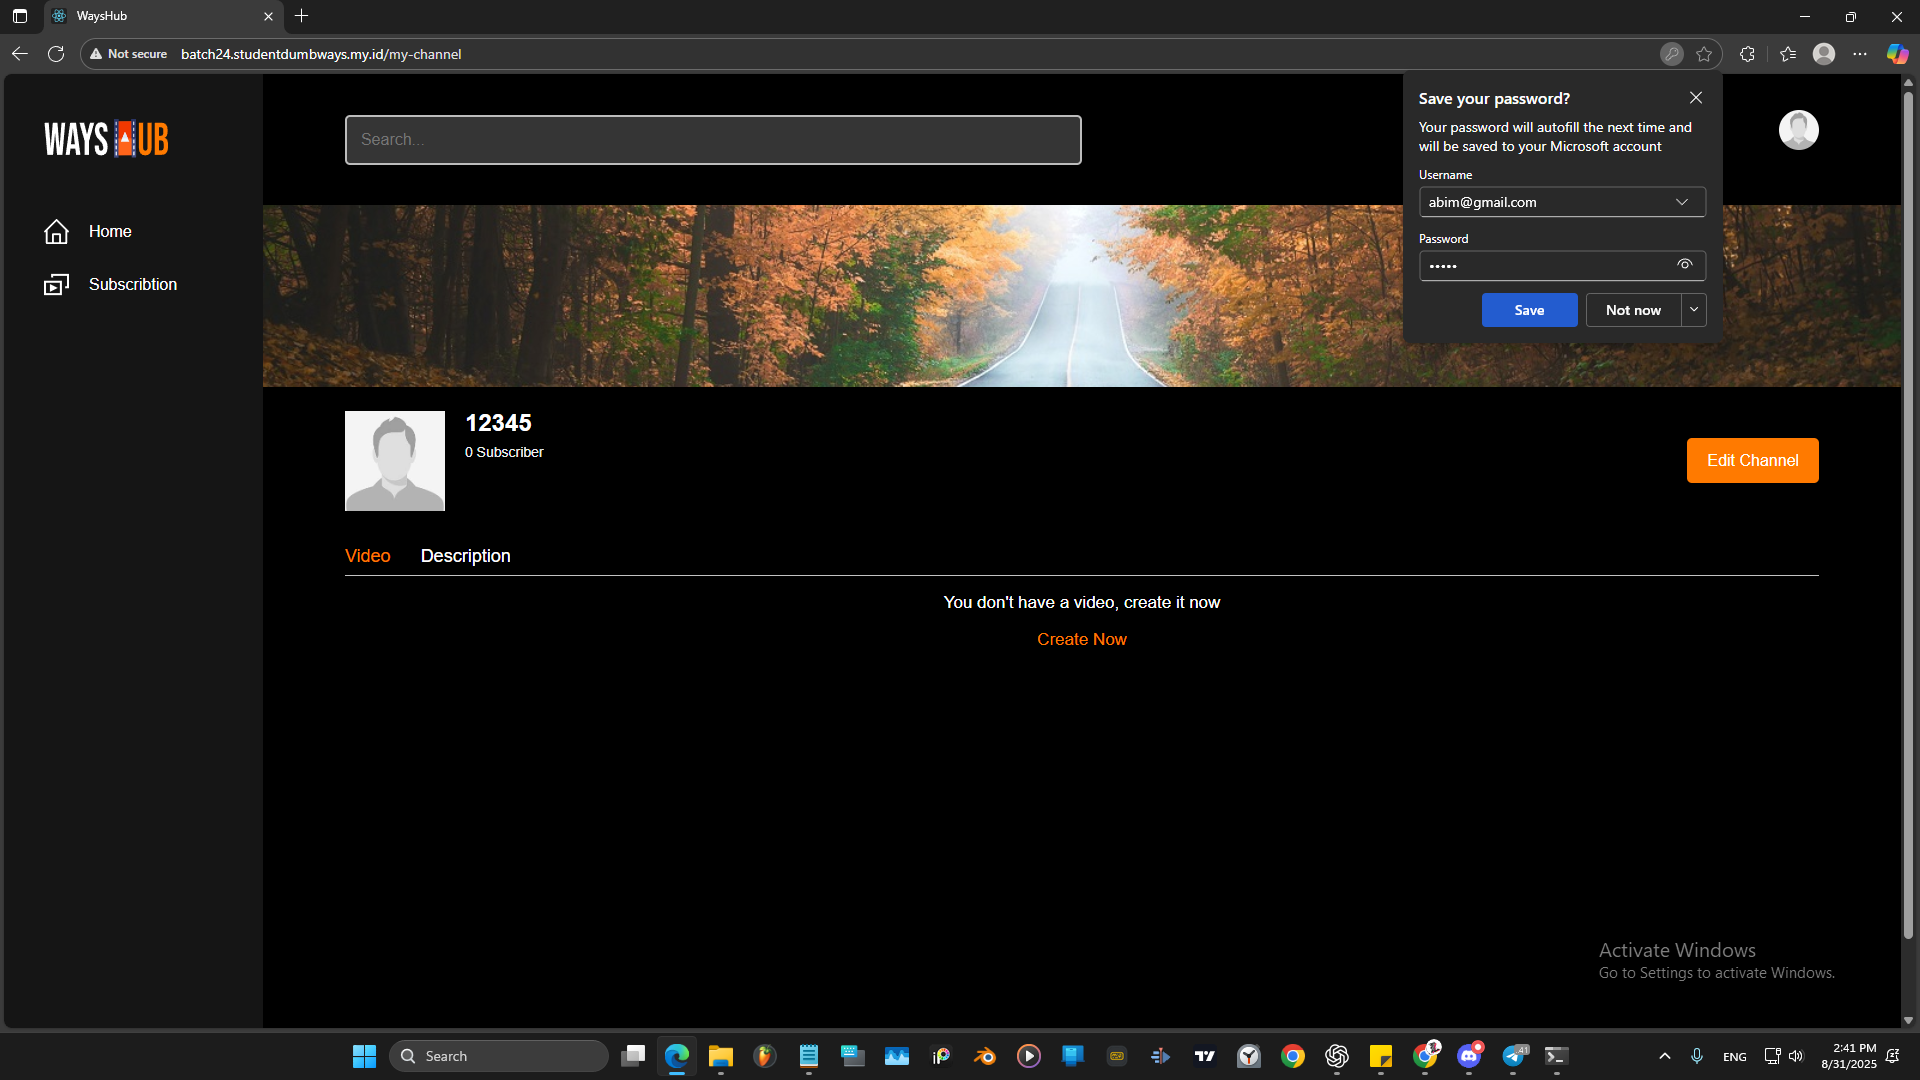 WaysHub
Not secure
batch24.studentdumbways.my.id/my-channel
WAYSHUB
Home
Subscribtion
Search...
Save your password?
Your password will autofill the next time and
will be saved to your Microsoft account
Username
abim@gmail.com
Password
•••••
Save
Not now
12345
0 Subscriber
Edit Channel
Video
Description
You don't have a video, create it now
Create Now
Activate Windows
Go to Settings to activate Windows.
Search
41
ENG
2:41 PM
8/31/2025